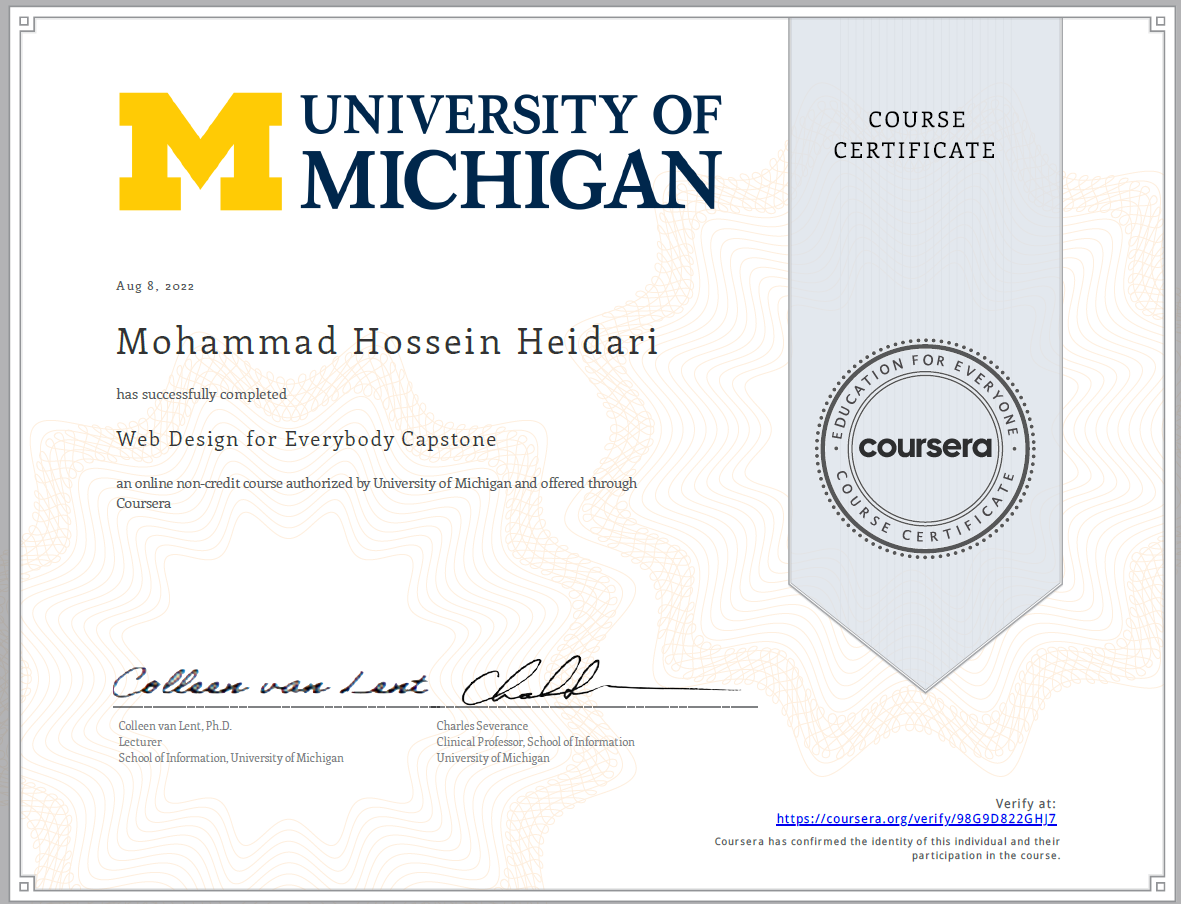 UNIVERSITY OF
MICHIGAN
COURSE
CERTIFICATE
Aug 8, 2022
Mohammad Hossein Heidari
has successfully completed
Web Design for Everybody Capstone
an online non-credit course authorized by University of Michigan and offered through
Coursera
EDUCATION FOR EVERYONE
coursera
COURSE CERTIFICATE
Colleen van Lent
Colleen van Lent, Ph.D.
Lecturer
School of Information, University of Michigan
Charles Severance
Clinical Professor, School of Information
University of Michigan
Verify at:
https://coursera.org/verify/98G9D822GHJ7
Coursera has confirmed the identity of this individual and their
participation in the course.